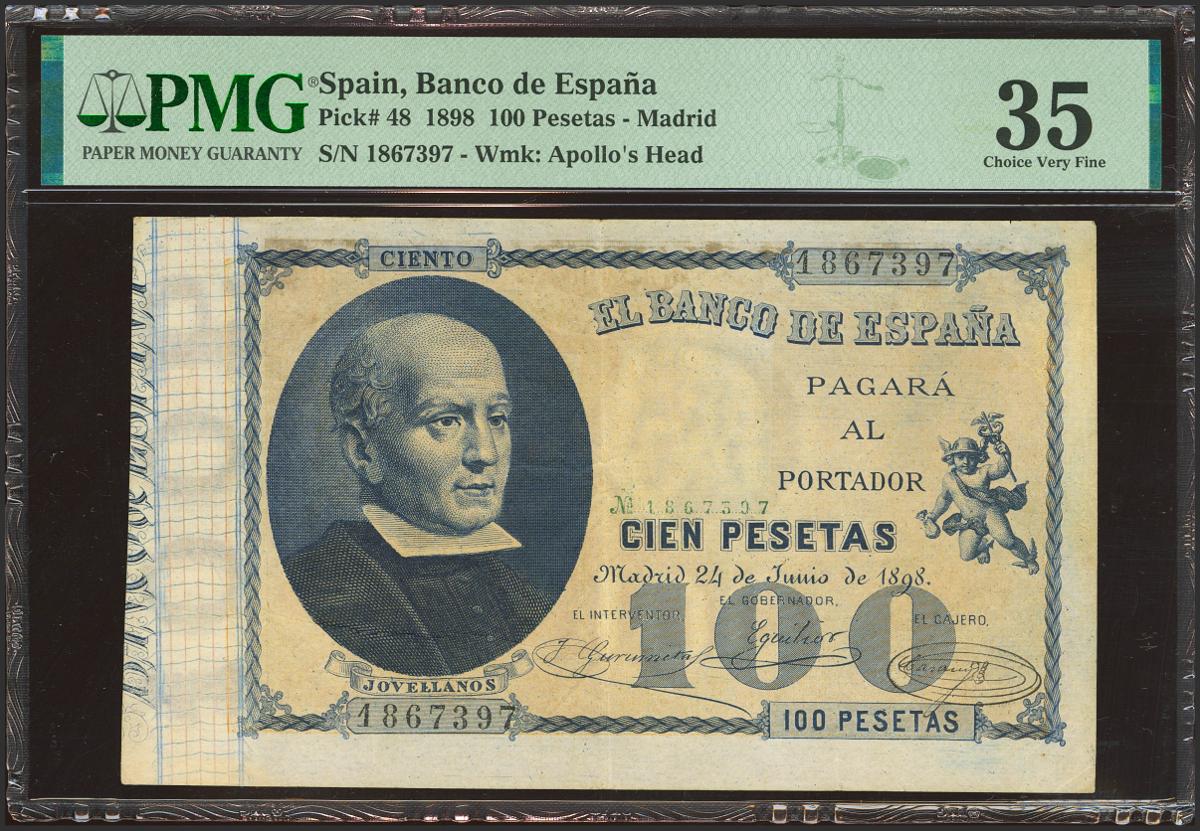 PMG®
PAPER MONEY GUARANTY
Spain, Banco de España
Pick# 48 1898 100 Pesetas - Madrid
S/N 1867397 - Wmk: Apollo's Head
35
Choice Very Fine
CIENTO
1867397
EL BANCO DE ESPAÑA
PAGARÁ
AL
PORTADOR
No 1867397
CIEN PESETAS
Madrid 24 de Junio de 1898.
EL INTERVENTOR,
EL GOBERNADOR,
EL CAJERO,
100
JOVELLANOS
1867397
100 PESETAS